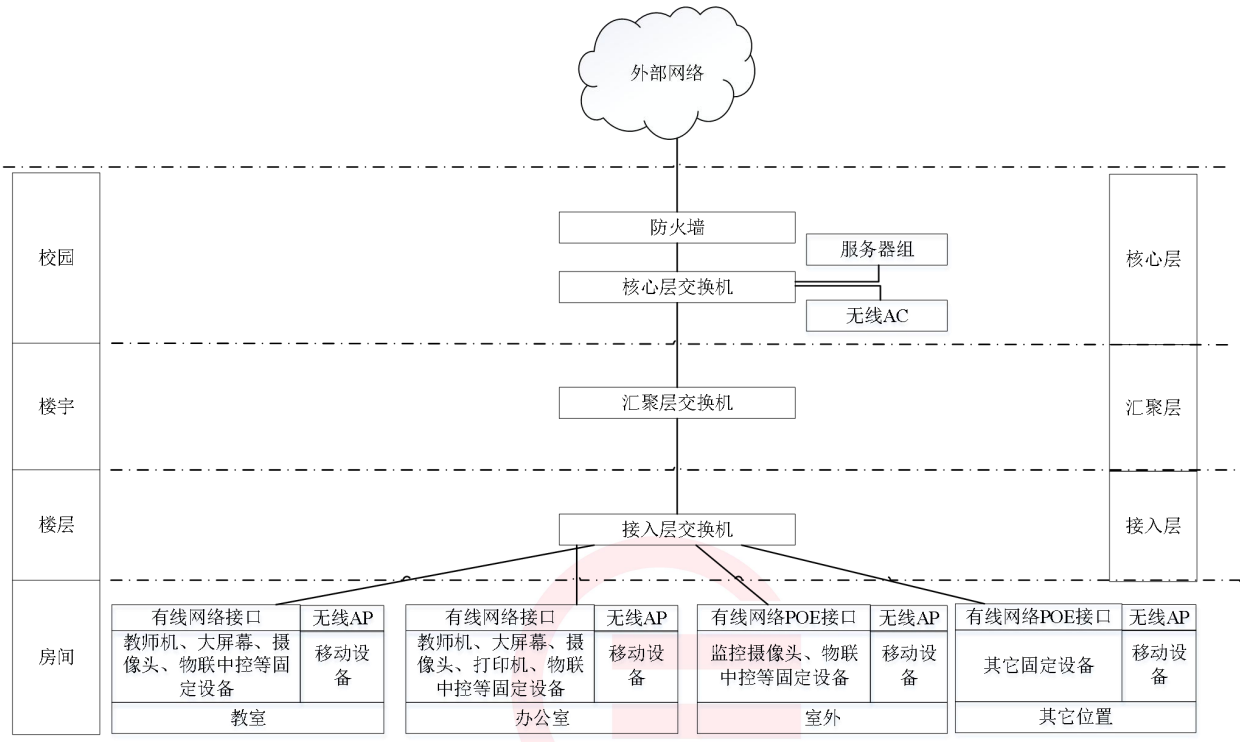 外部网络
校园
防火墙
服务器组
核心层交换机
无线AC
核心层
楼宇
汇聚层交换机
汇聚层
楼层
接入层交换机
接入层
房间
有线网络接口
无线AP
教师机、大屏幕、摄
像头、物联中控等固
定设备
移动设
备
教室
有线网络接口
无线AP
教师机、大屏幕、摄
像头、打印机、物联
中控等固定设备
移动设
备
办公室
有线网络POE接口
无线AP
监控摄像头、物联
中控等固定设备
移动设
备
室外
有线网络POE接口
无线AP
其它固定设备
移动设
备
其它位置